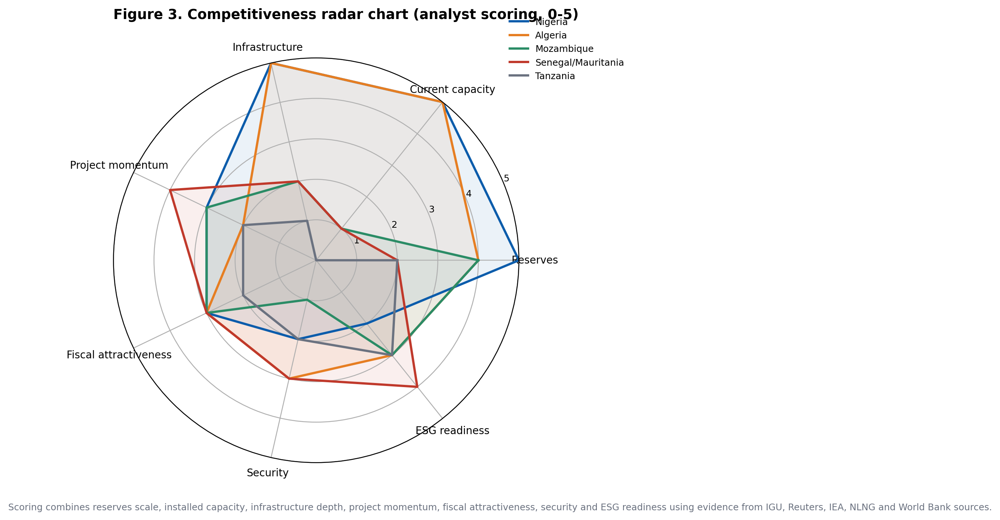 Figure 3. Competitiveness radar chart (analyst scoring, 0-5)
Nigeria
Algeria
Mozambique
Senegal/Mauritania
Tanzania
Infrastructure
Current capacity
Project momentum
5
4
3
2
1
Reserves
Fiscal attractiveness
ESG readiness
Security
Scoring combines reserves scale, installed capacity, infrastructure depth, project momentum, fiscal attractiveness, security and ESG readiness using evidence from IGU, Reuters, IEA, NLNG and World Bank sources.